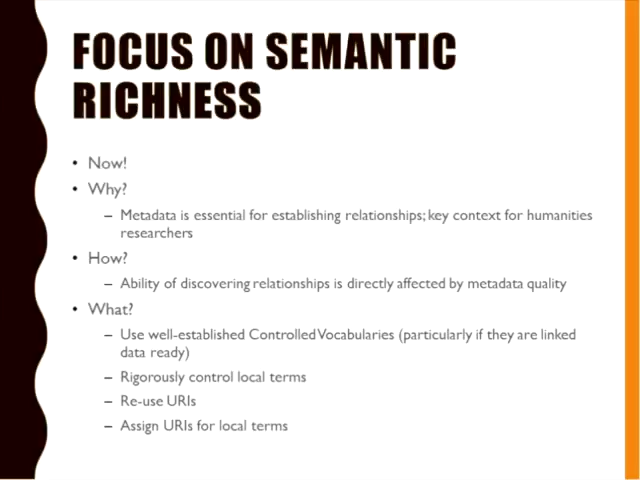 FOCUS ON SEMANTIC
RICHNESS
• Now!
• Why?
– Metadata is essential for establishing relationships; key context for humanities
researchers
• How?
– Ability of discovering relationships is directly affected by metadata quality
• What?
– Use well-established Controlled Vocabularies (particularly if they are linked
data ready)
– Rigorously control local terms
– Re-use URIs
– Assign URIs for local terms